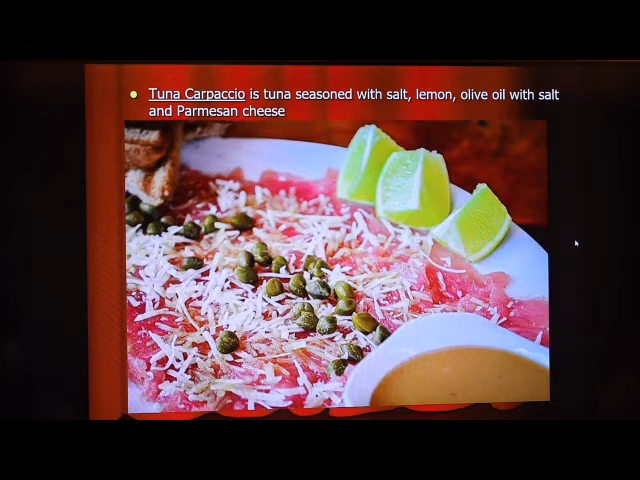 Tuna Carpaccio is tuna seasoned with salt, lemon, olive oil with salt
and Parmesan cheese